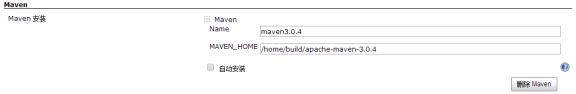 Maven
Maven 安装
Maven
Name
maven3.0.4
MAVEN_HOME
/home/build/apache-maven-3.0.4
自动安装
删除 Maven